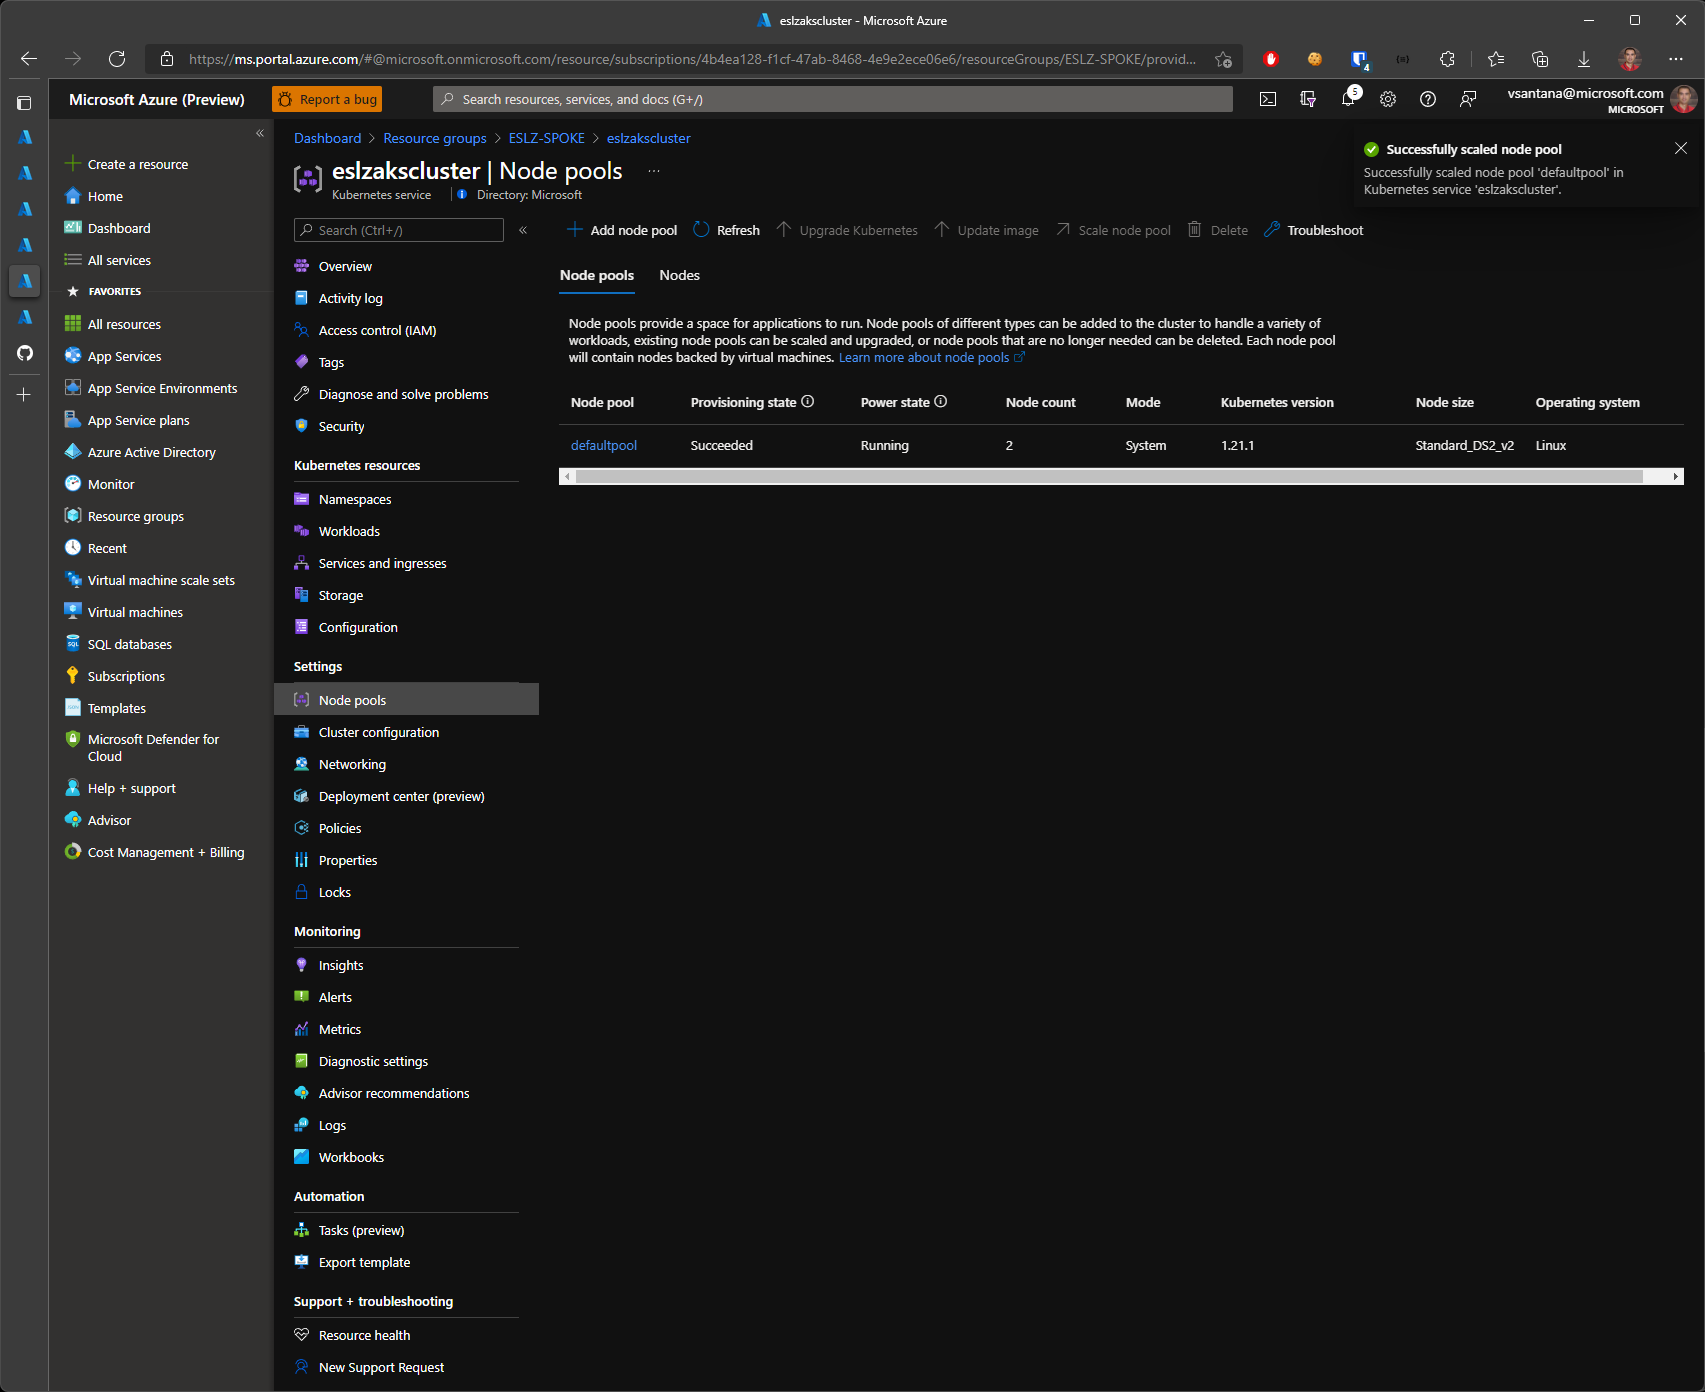 eslzakscluster - Microsoft Azure
https://ms.portal.azure.com/#@microsoft.onmicrosoft.com/resource/subscriptions/4b4ea128-f1cf-47ab-8468-4e9e2ece06e6/resourceGroups/ESLZ-SPOKE/provid...
4
Microsoft Azure (Preview)
Report a bug
Search resources, services, and docs (G+/)
5
vsantana@microsoft.com
MICROSOFT
Create a resource
Home
Dashboard
All services
FAVORITES
All resources
App Services
App Service Environments
App Service plans
Azure Active Directory
Monitor
Resource groups
Recent
Virtual machine scale sets
Virtual machines
SQL databases
Subscriptions
Templates
Microsoft Defender for
Cloud
Help + support
Advisor
Cost Management + Billing
Dashboard > Resource groups > ESLZ-SPOKE > eslzakscluster
eslzakscluster | Node pools ...
Kubernetes service
Directory: Microsoft
Successfully scaled node pool
Successfully scaled node pool 'defaultpool' in
Kubernetes service 'eslzakscluster'.
Search (Ctrl+/)
Overview
Activity log
Access control (IAM)
Tags
Diagnose and solve problems
Security
Kubernetes resources
Namespaces
Workloads
Services and ingresses
Storage
Configuration
Settings
Node pools
Cluster configuration
Networking
Deployment center (preview)
Policies
Properties
Locks
Monitoring
Insights
Alerts
Metrics
Diagnostic settings
Advisor recommendations
Logs
Workbooks
Automation
Tasks (preview)
Export template
Support + troubleshooting
Resource health
New Support Request
Add node pool Refresh Upgrade Kubernetes Update image Scale node pool Delete Troubleshoot
Node pools Nodes
Node pools provide a space for applications to run. Node pools of different types can be added to the cluster to handle a variety of
workloads, existing node pools can be scaled and upgraded, or node pools that are no longer needed can be deleted. Each node pool
will contain nodes backed by virtual machines. Learn more about node pools
Node pool Provisioning state Power state Node count Mode Kubernetes version Node size Operating system
defaultpool Succeeded Running 2 System 1.21.1 Standard_DS2_v2 Linux